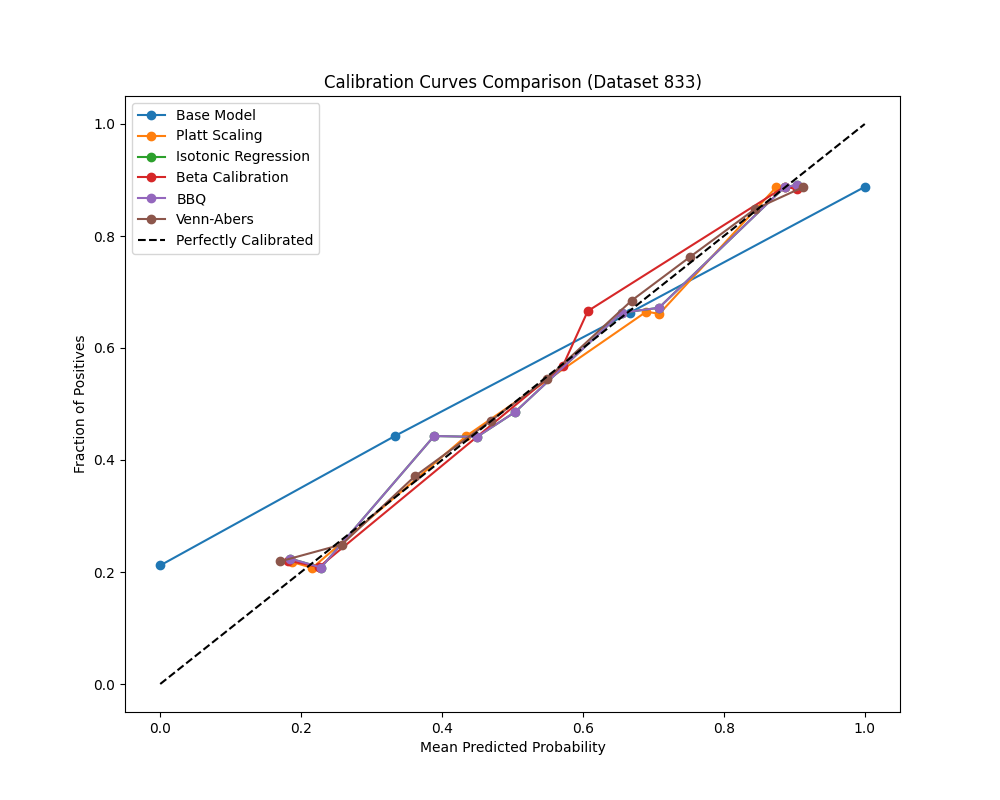 Calibration Curves Comparison (Dataset 833)
Base Model
Platt Scaling
Isotonic Regression
Beta Calibration
BBQ
Venn-Abers
Perfectly Calibrated
1.0
0.8
0.6
0.4
0.2
0.0
Fraction of Positives
0.0 0.2 0.4 0.6 0.8 1.0
Mean Predicted Probability